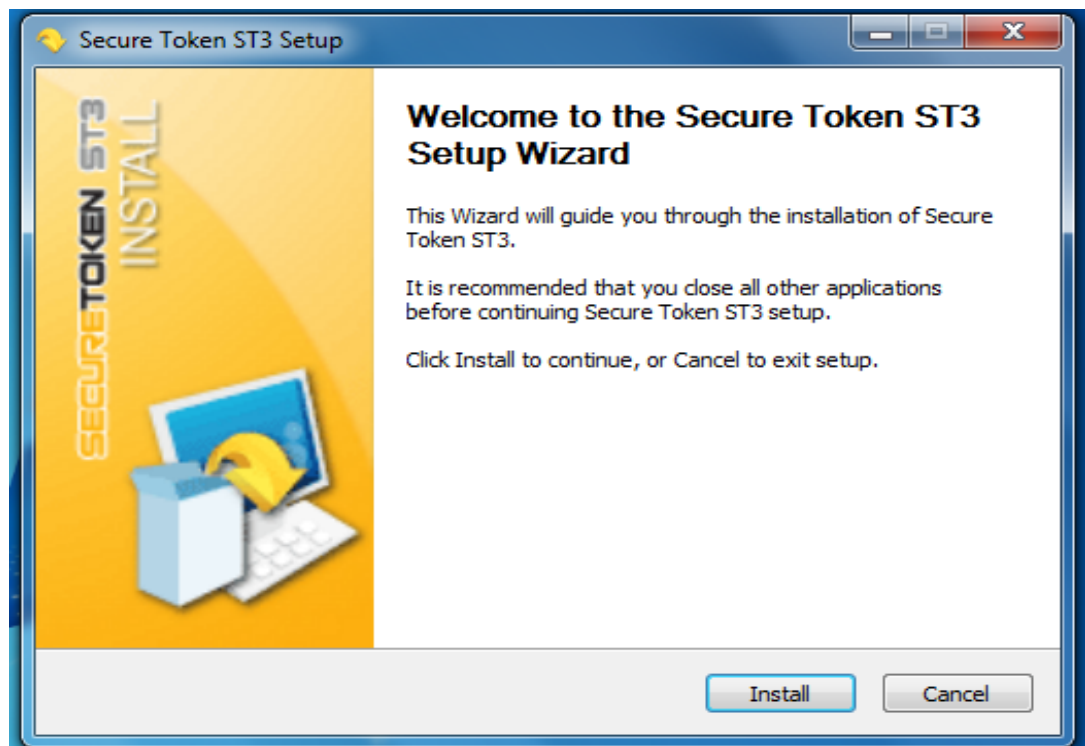 Secure Token ST3 Setup
SECURETOKEN ST3
INSTALL
Welcome to the Secure Token ST3
Setup Wizard
This Wizard will guide you through the installation of Secure
Token ST3.
It is recommended that you close all other applications
before continuing Secure Token ST3 setup.
Click Install to continue, or Cancel to exit setup.
Install
Cancel